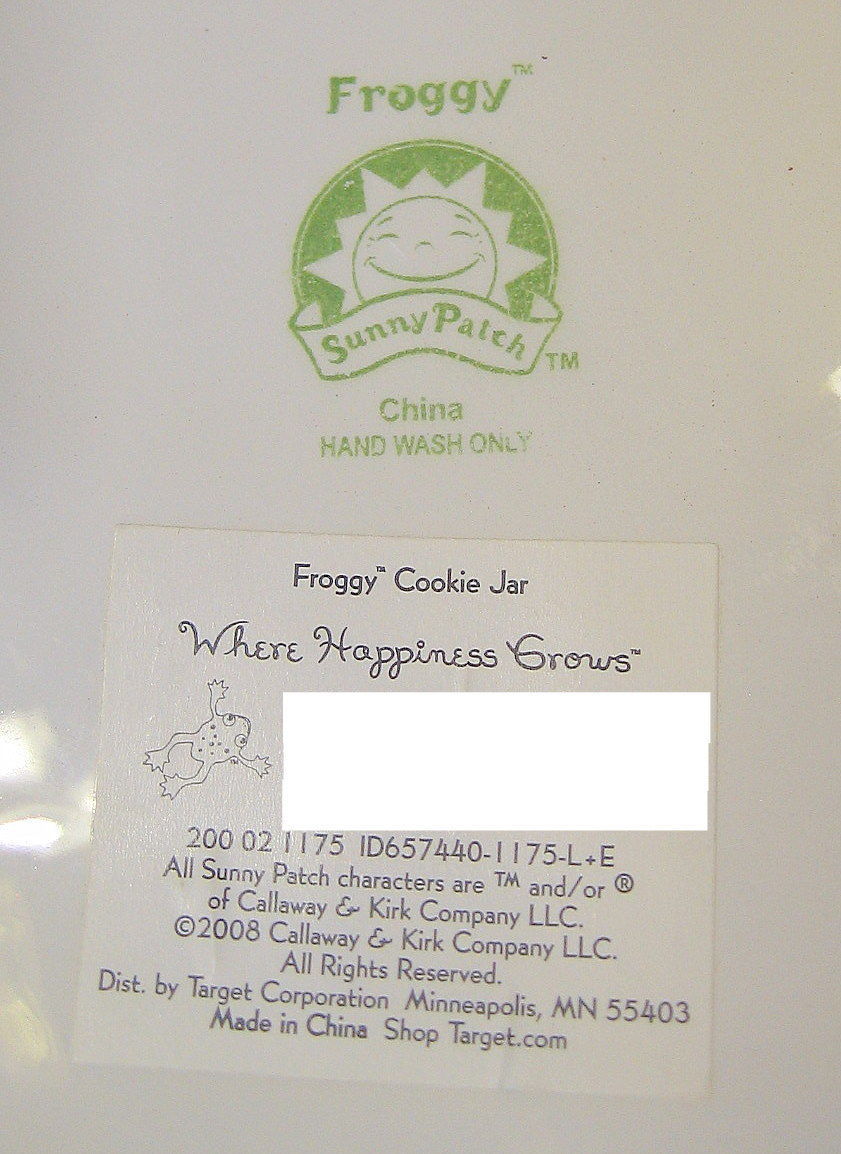 Froggy™
Sunny Patch™
China
HAND WASH ONLY
Froggy™ Cookie Jar
Where Happiness Grows™
200 02 1175 ID657440-1175-L+E
All Sunny Patch characters are ™ and/or ®
of Callaway & Kirk Company LLC.
©2008 Callaway & Kirk Company LLC.
All Rights Reserved.
Dist. by Target Corporation Minneapolis, MN 55403
Made in China Shop Target.com